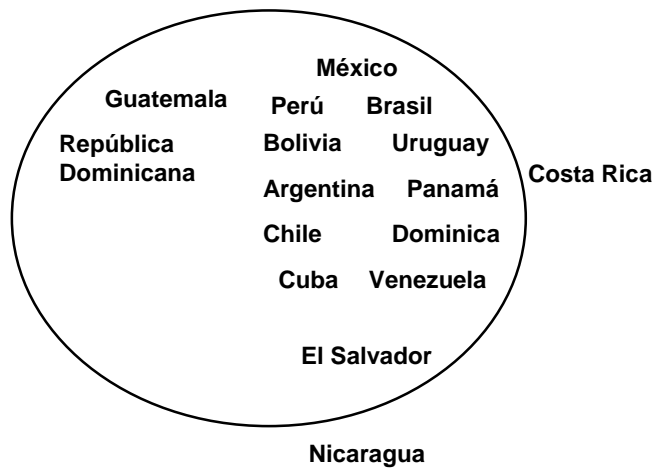 México
Guatemala
Perú Brasil
República
Dominicana
Bolivia Uruguay
Costa Rica
Argentina Panamá
Chile Dominica
Cuba Venezuela
El Salvador
Nicaragua